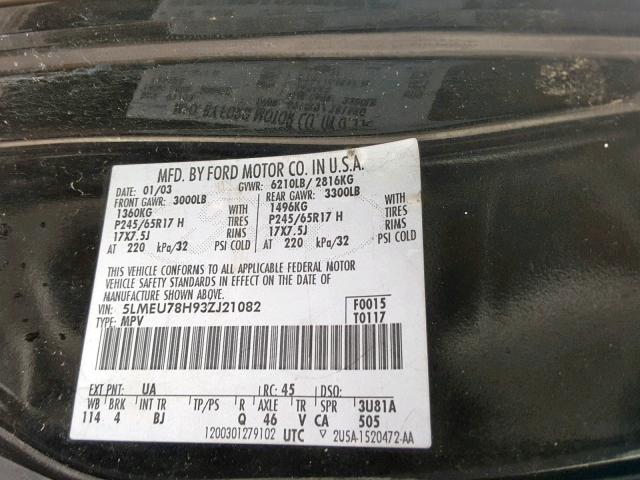 MFD. BY FORD MOTOR CO. IN U.S.A.
DATE: 01/03 GVWR: 6210LB/ 2816KG
FRONT GAWR: 3000LB REAR GAWR: 3300LB
1360KG WITH 1496KG WITH
P245/65R17 H TIRES P245/65R17 H TIRES
17X7.5J RIMS 17X7.5J RIMS
AT 220 kPa/32 PSI COLD AT 220 kPa/32 PSI COLD
THIS VEHICLE CONFORMS TO ALL APPLICABLE FEDERAL MOTOR
VEHICLE SAFETY STANDARDS IN EFFECT ON THE DATE OF
MANUFACTURE SHOWN ABOVE.
VIN: 5LMEU78H93ZJ21082 F0015
TYPE: MPV T0117
EXT PNT: UA RC: 45 DSO:
WB BRK INT TR TP/PS R AXLE TR SPR 3U81A
114 4 BJ Q 46 V CA 505
1200301279102 UTC ▽ 2U5A-1520472-AA